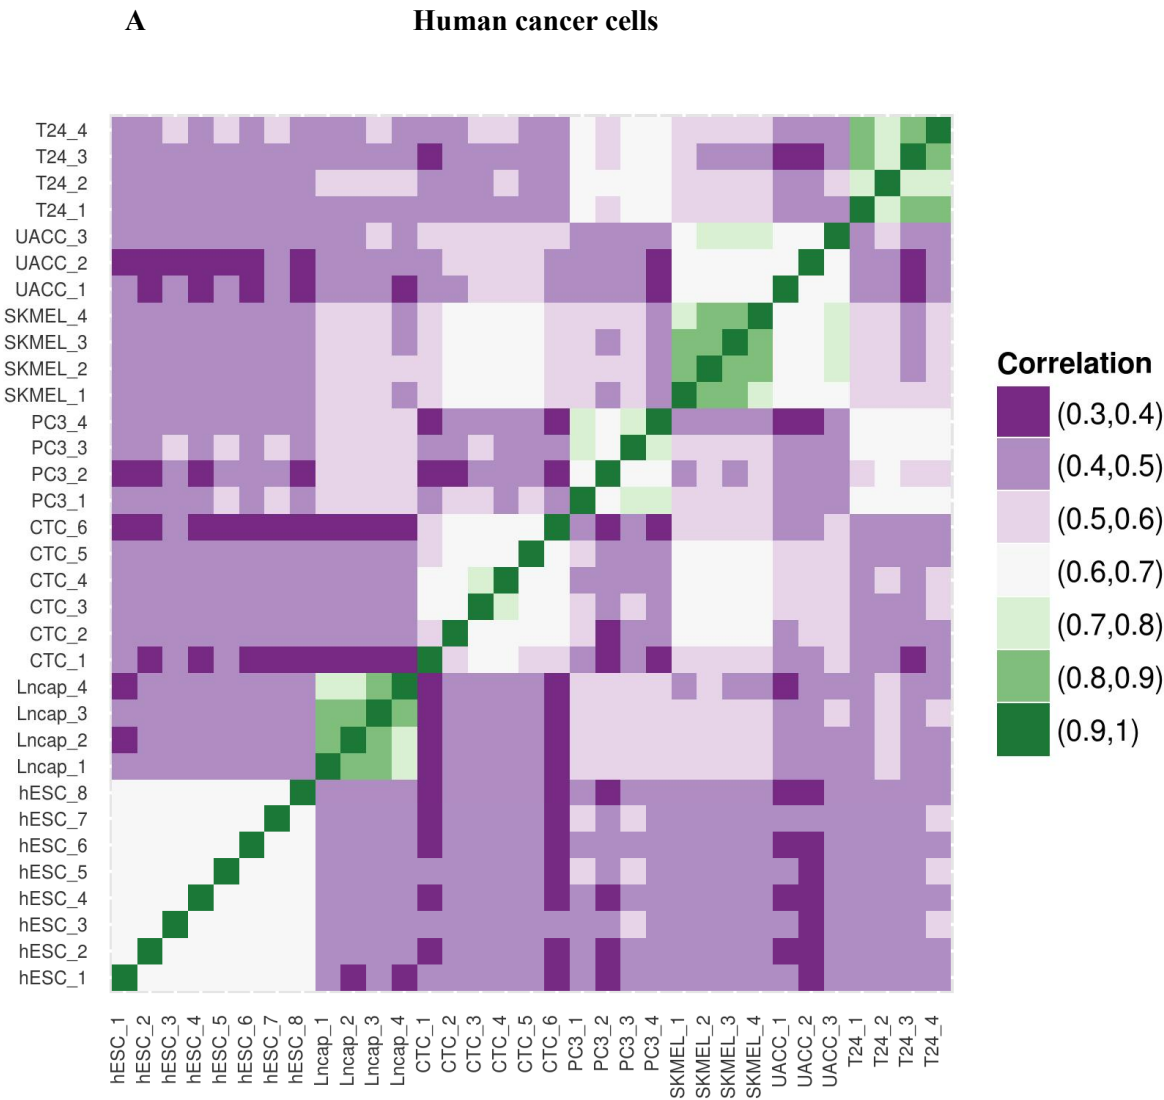 A Human cancer cells
T24_4
T24_3
T24_2
T24_1
UACC_3
UACC_2
UACC_1
SKMEL_4
SKMEL_3
SKMEL_2
SKMEL_1
PC3_4
PC3_3
PC3_2
PC3_1
CTC_6
CTC_5
CTC_4
CTC_3
CTC_2
CTC_1
Lncap_4
Lncap_3
Lncap_2
Lncap_1
hESC_8
hESC_7
hESC_6
hESC_5
hESC_4
hESC_3
hESC_2
hESC_1
hESC_1
hESC_2
hESC_3
hESC_4
hESC_5
hESC_6
hESC_7
hESC_8
Lncap_1
Lncap_2
Lncap_3
Lncap_4
CTC_1
CTC_2
CTC_3
CTC_4
CTC_5
CTC_6
PC3_1
PC3_2
PC3_3
PC3_4
SKMEL_1
SKMEL_2
SKMEL_3
SKMEL_4
UACC_1
UACC_2
UACC_3
T24_1
T24_2
T24_3
T24_4
Correlation
(0.3,0.4)
(0.4,0.5)
(0.5,0.6)
(0.6,0.7)
(0.7,0.8)
(0.8,0.9)
(0.9,1)